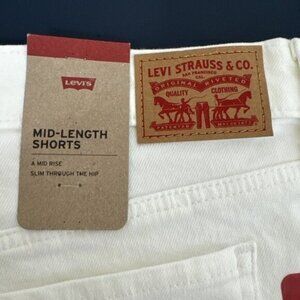 Levi's
MID-LENGTH
SHORTS
A MID RISE
SLIM THROUGH THE HIP
LEVI STRAUSS & CO.
SAN FRANCISCO
CAL.
ORIGINAL RIVETED
QUALITY CLOTHING